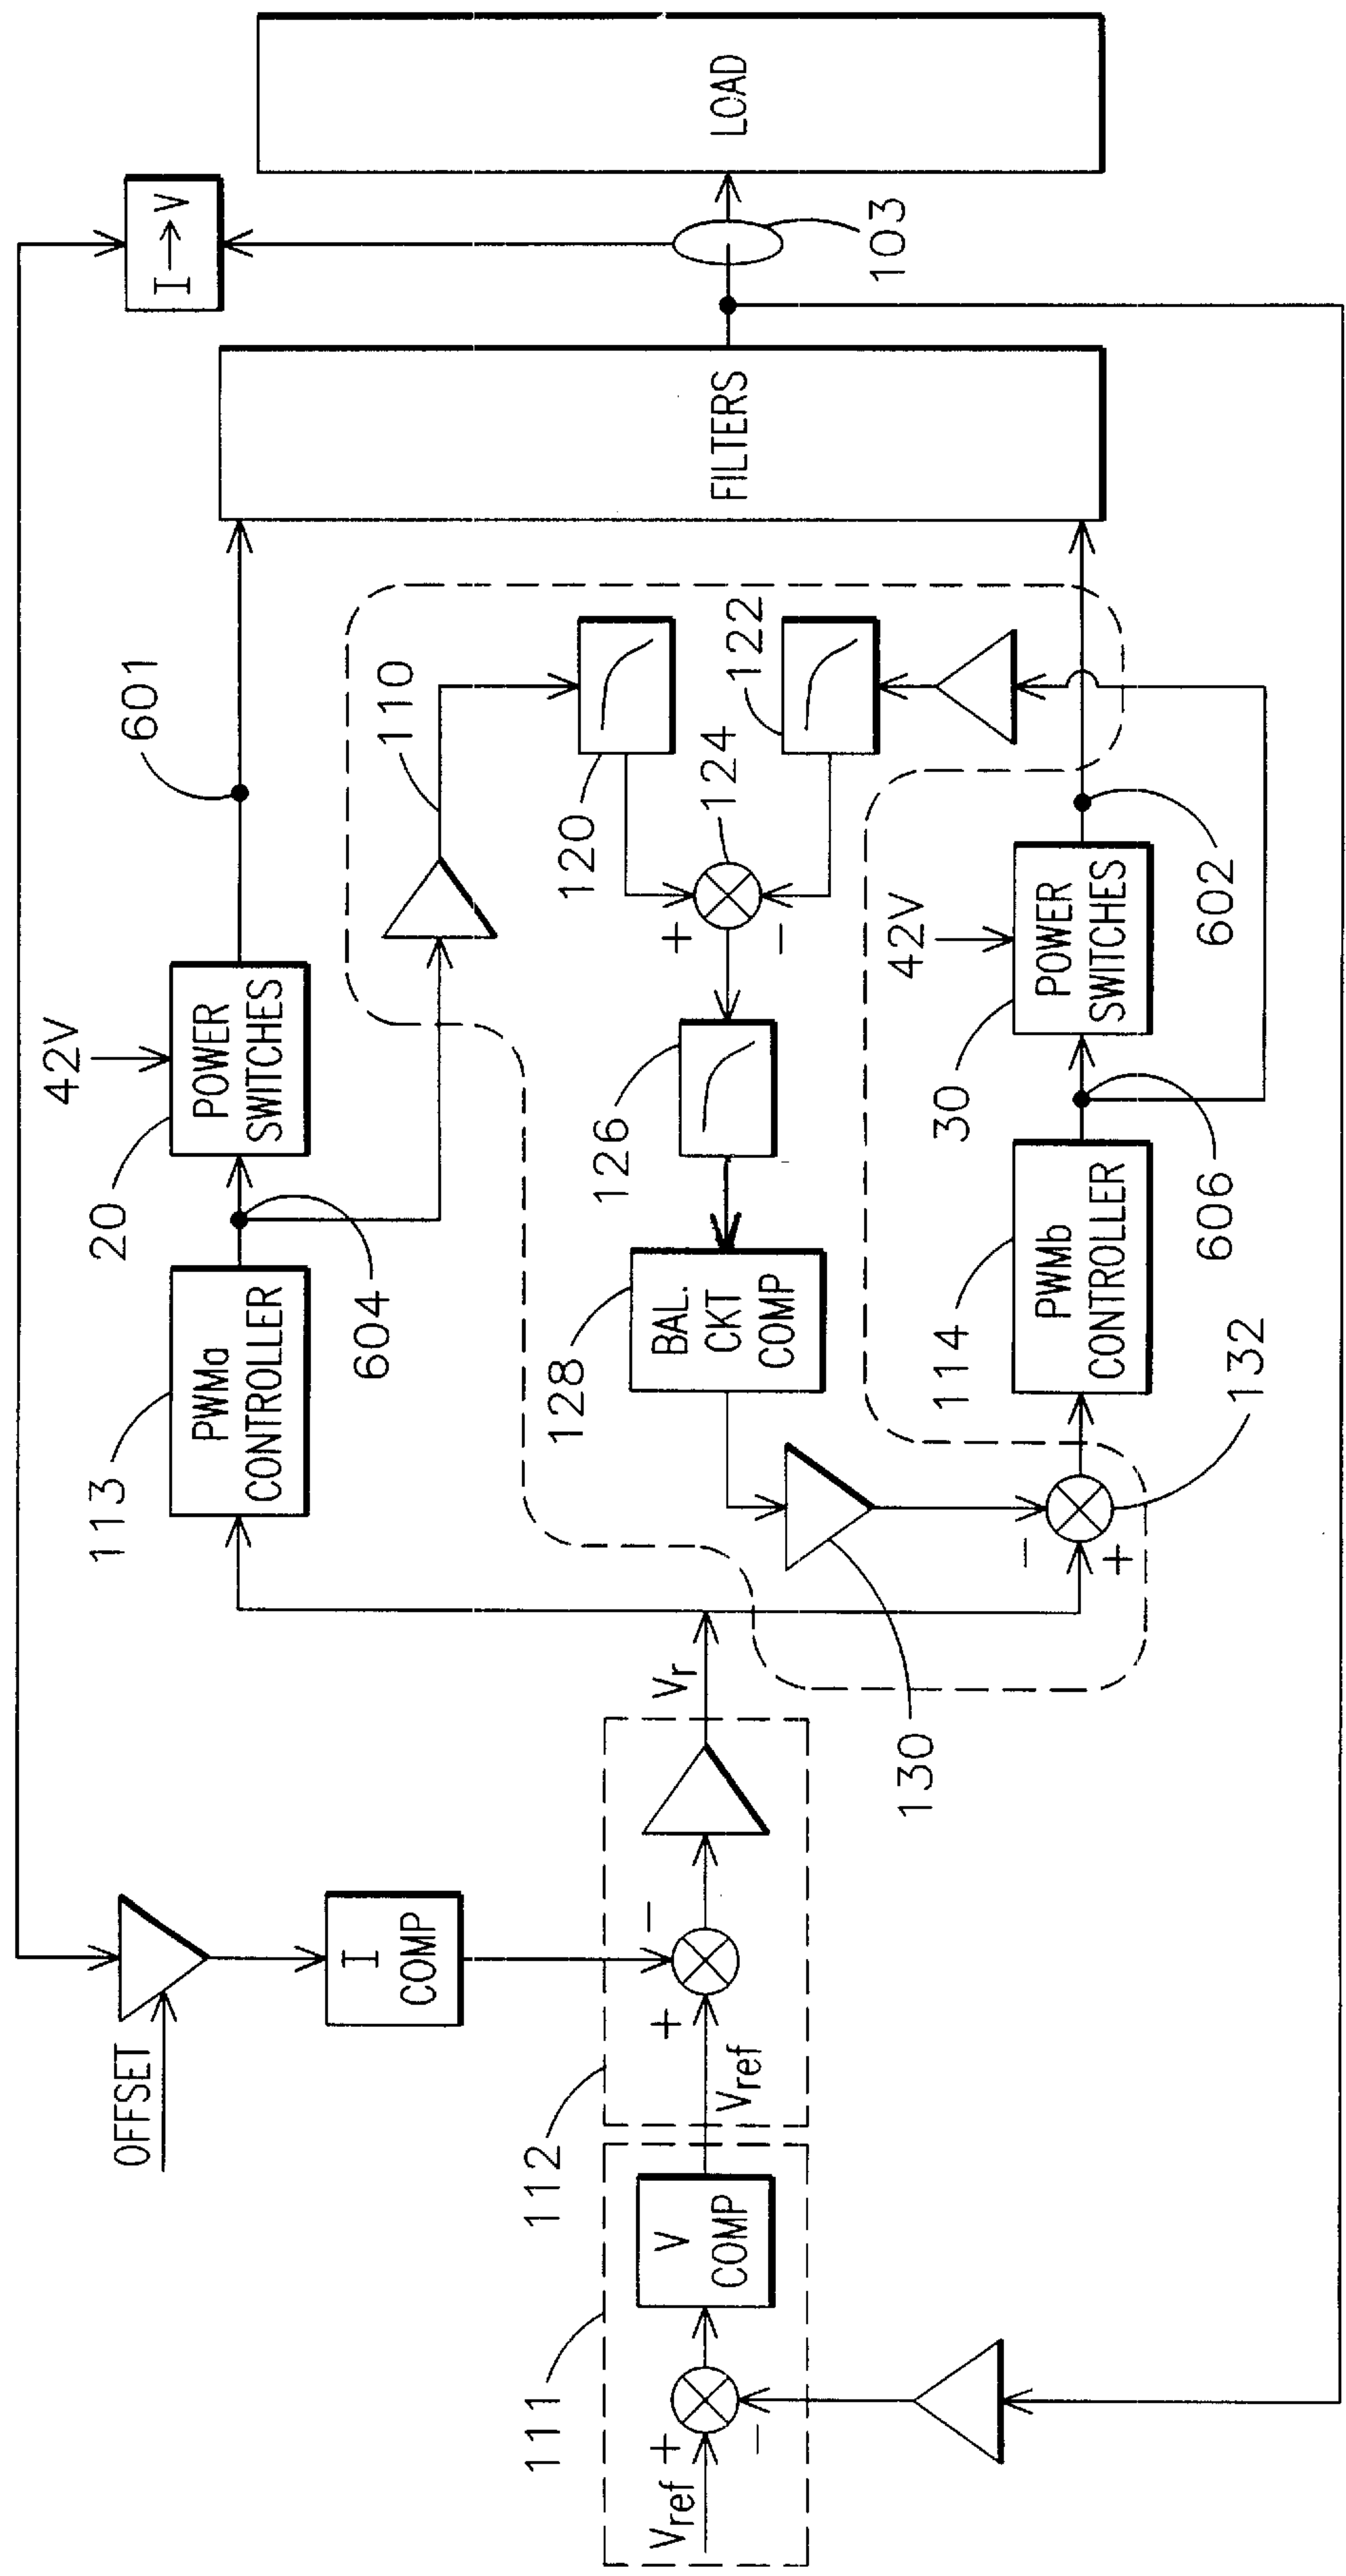 OFFSET
I
COMP
I→V
42V
20
POWER
SWITCHES
601
113
PWMa
CONTROLLER
604
110
FILTERS
LOAD
103
120
122
124
+
−
126
128
BAL.
CKT
COMP
130
111
Vref
+
−
V
COMP
112
Vref
+
−
Vr
42V
30
POWER
SWITCHES
602
114
PWMb
CONTROLLER
606
−
+
132